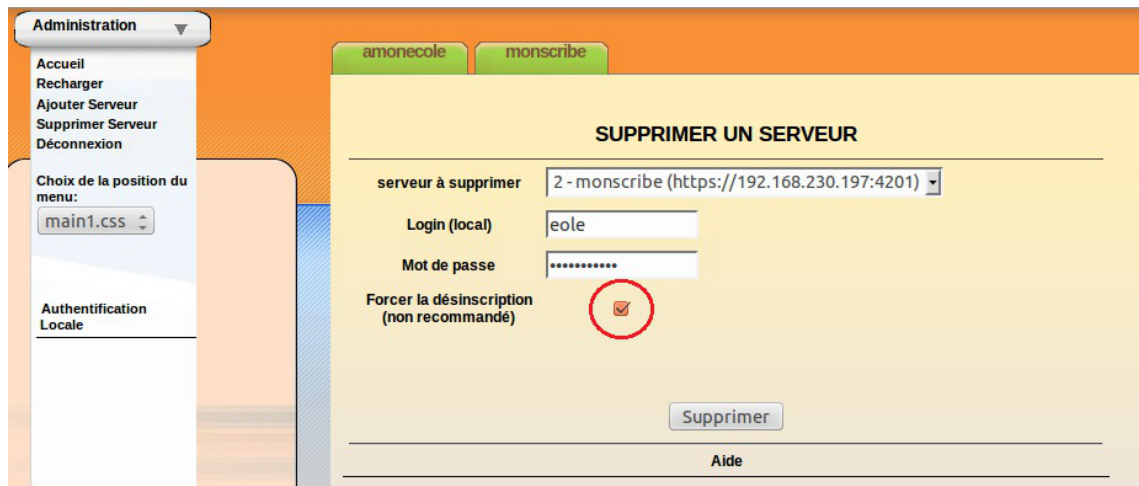 Administration
Accueil
Recharger
Ajouter Serveur
Supprimer Serveur
Déconnexion
Choix de la position du
menu:
main1.css
Authentification
Locale
amonecole
monscribe
SUPPRIMER UN SERVEUR
serveur à supprimer
2 - monscribe (https://192.168.230.197:4201)
Login (local)
eole
Mot de passe
•••••••••••
Forcer la désinscription
(non recommandé)
Supprimer
Aide